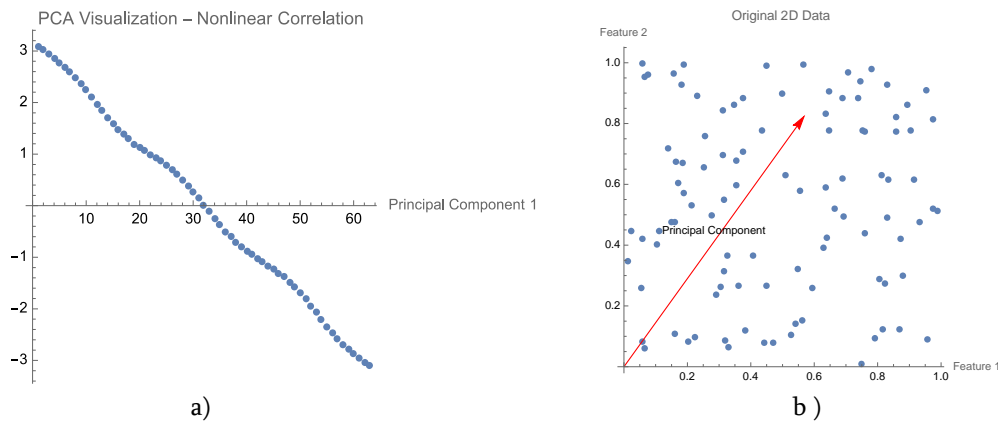 PCA Visualization – Nonlinear Correlation
3
2
1
10 20 30 40 50 60
Principal Component 1
−1
−2
−3
a)
Original 2D Data
Feature 2
1.0
0.8
0.6
Principal Component
0.4
0.2
0.2 0.4 0.6 0.8 1.0
Feature 1
b )